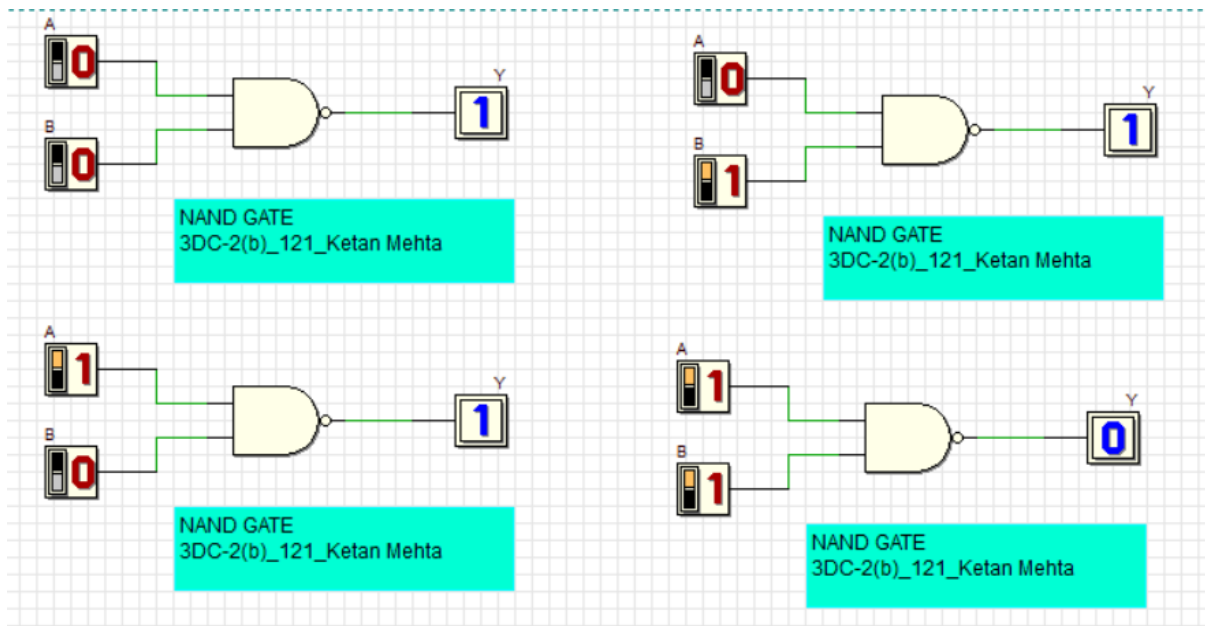 A
0
Y
1
B
0
NAND GATE
3DC-2(b)_121_Ketan Mehta
A
0
Y
1
B
1
NAND GATE
3DC-2(b)_121_Ketan Mehta
A
1
Y
1
B
0
NAND GATE
3DC-2(b)_121_Ketan Mehta
A
1
Y
0
B
1
NAND GATE
3DC-2(b)_121_Ketan Mehta